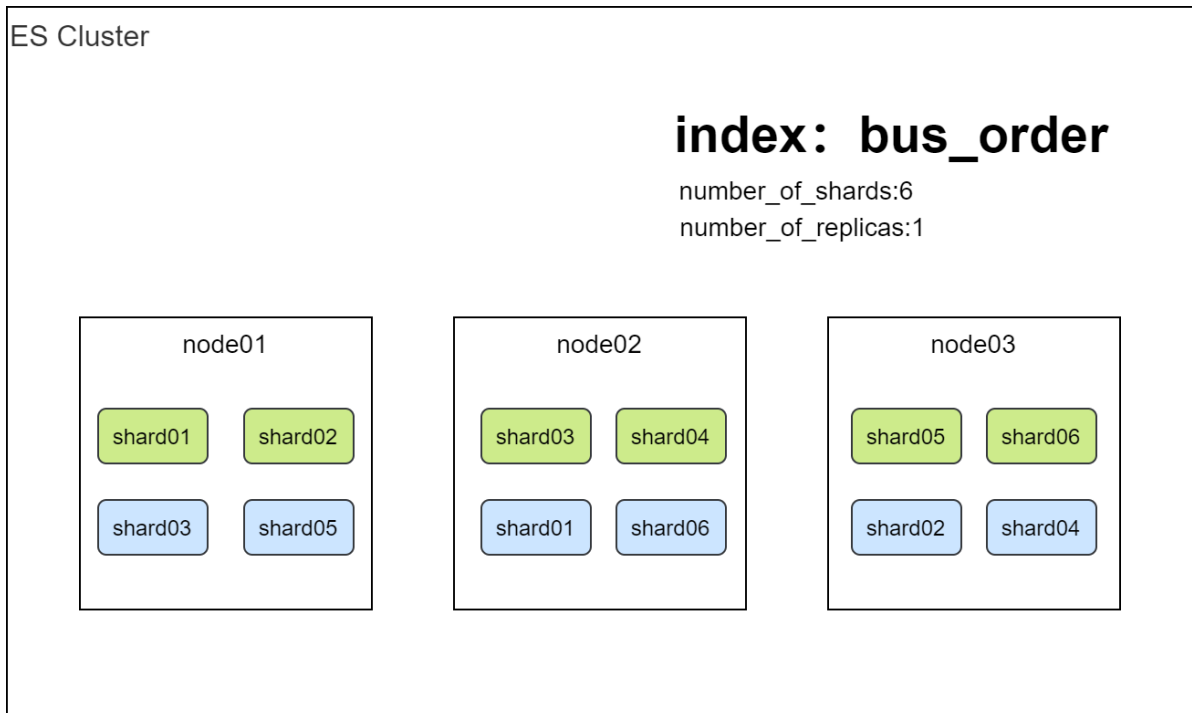 ES Cluster
index: bus_order
number_of_shards:6
number_of_replicas:1
node01
shard01 shard02
shard03 shard05
node02
shard03 shard04
shard01 shard06
node03
shard05 shard06
shard02 shard04